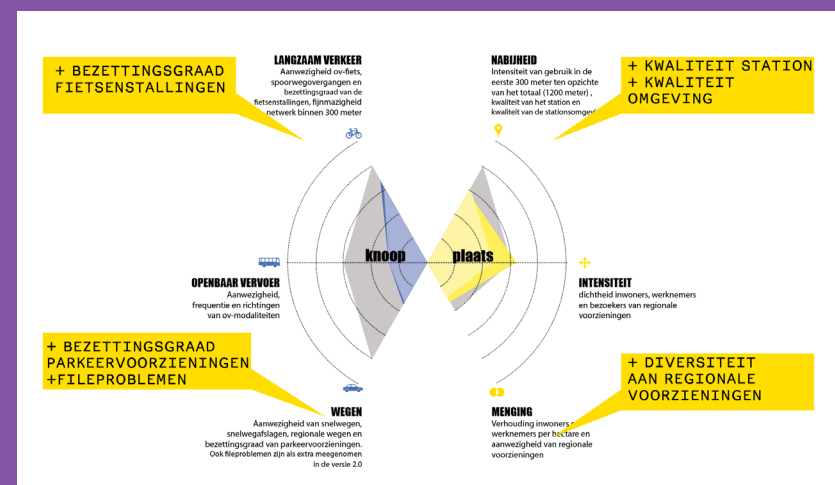 + BEZETTINGSGRAAD
FIETSENSTALLINGEN
LANGZAAM VERKEER
Aanwezigheid ov-fiets,
spoorwegovergangen en
bezettingsgraad van de
fietsenstallingen, fijnmazigheid
netwerk binnen 300 meter
NABIJHEID
Intensiteit van gebruik in de
eerste 300 meter ten opzichte
van het totaal (1200 meter) ,
kwaliteit van het station en
kwaliteit van de
+ KWALITEIT STATION
+ KWALITEIT
OMGEVING
knoop
plaats
OPENBAAR VERVOER
Aanwezigheid,
frequentie en richtingen
van ov-modaliteiten
INTENSITEIT
dichtheid inwoners, werknemers
en bezoekers van regionale
voorzieningen
+ BEZETTINGSGRAAD
PARKEERVOORZIENINGEN
+FILEPROBLEMEN
WEGEN
Aanwezigheid van snelwegen,
snelwegafslagen, regionale wegen en
bezettingsgraad van parkeervoorzieningen.
Ook fileproblemen zijn als extra meegenomen
in de versie 2.0
MENGING
Verhouding inwoners
werknemers per hectare en
aanwezigheid van regionale
voorzieningen
+ DIVERSITEIT
AAN REGIONALE
VOORZIENINGEN